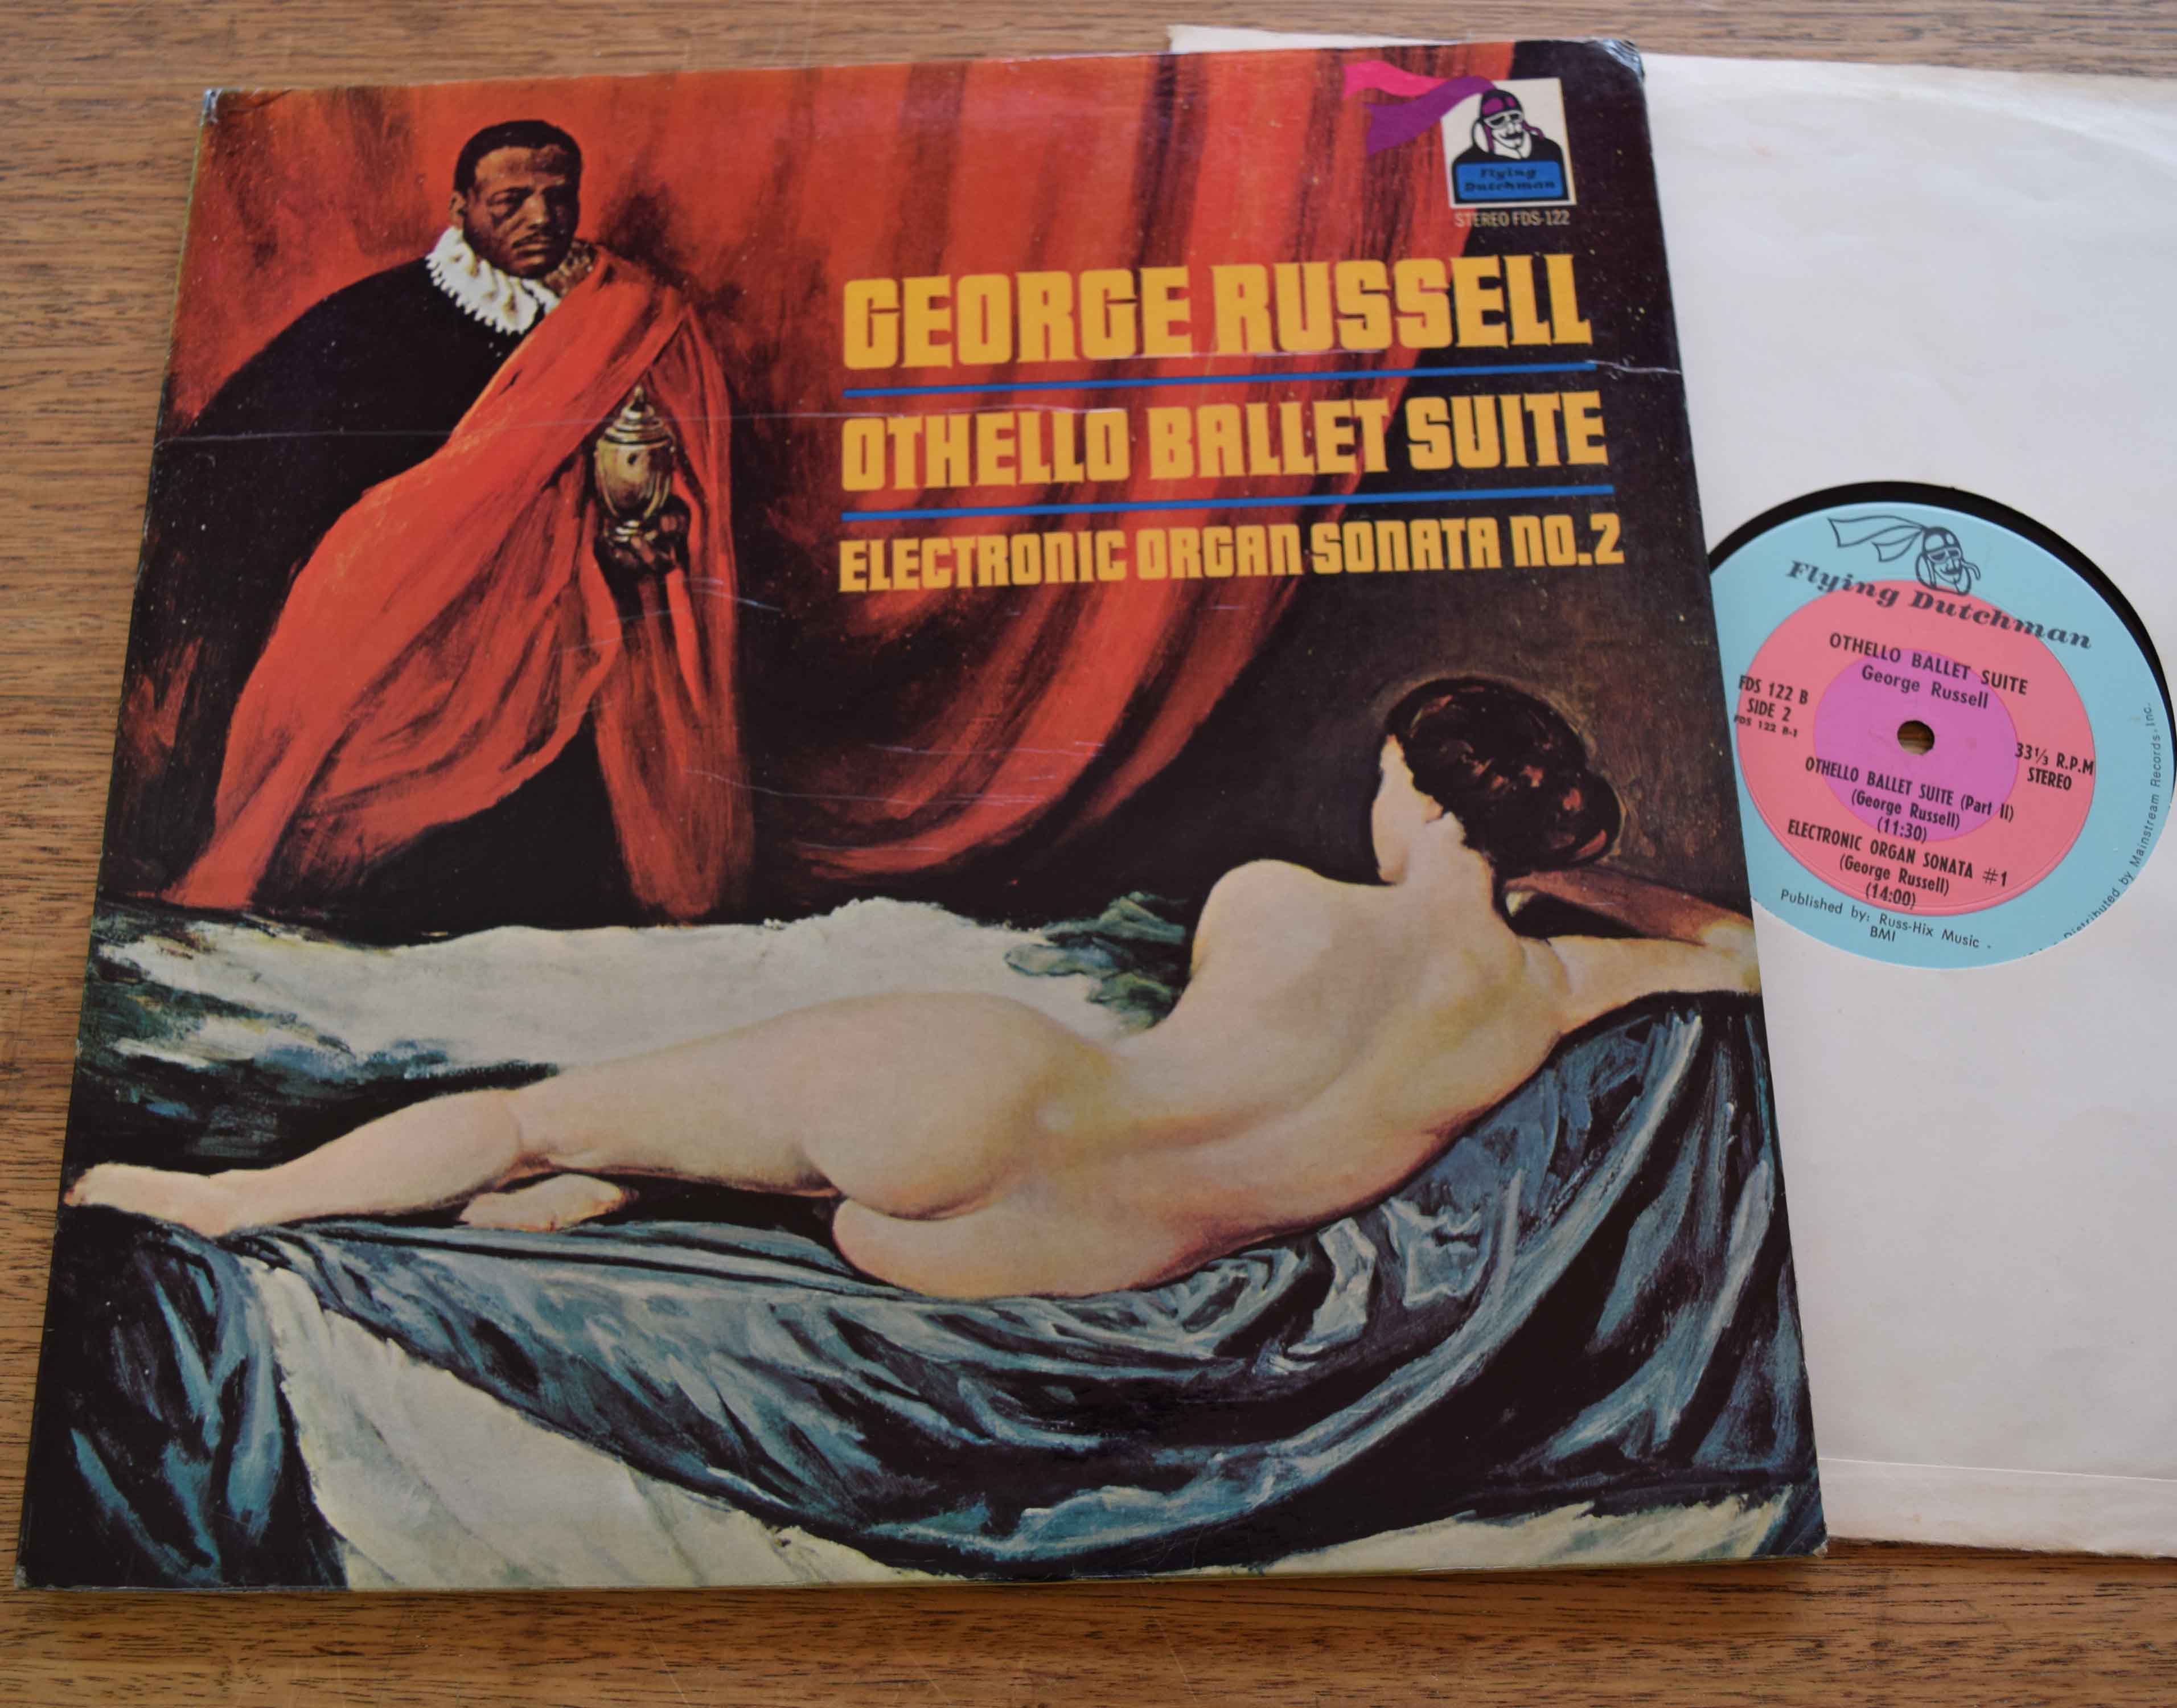 Flying
Dutchman
STEREO FDS-122
GEORGE RUSSELL
OTHELLO BALLET SUITE
ELECTRONIC ORGAN SONATA NO.2
Flying Dutchman
OTHELLO BALLET SUITE
George Russell
FDS 122 B
SIDE 2
FDS 122 B-1
33⅓ R.P.M
STEREO
OTHELLO BALLET SUITE (Part II)
(George Russell)
(11:30)
ELECTRONIC ORGAN SONATA #1
(George Russell)
(14:00)
Published by: Russ-Hix Music -
BMI
Distributed by Mainstream Records, Inc.